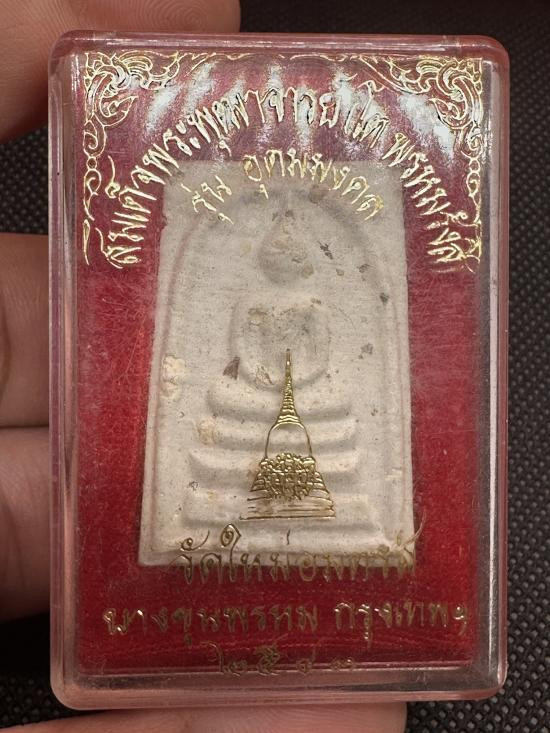 สมเด็จพระพุฒาจารย์โต พรหมรังสี
รุ่น อุดมมงคล
วัดใหม่อมตรส
บางขุนพรหม กรุงเทพฯ